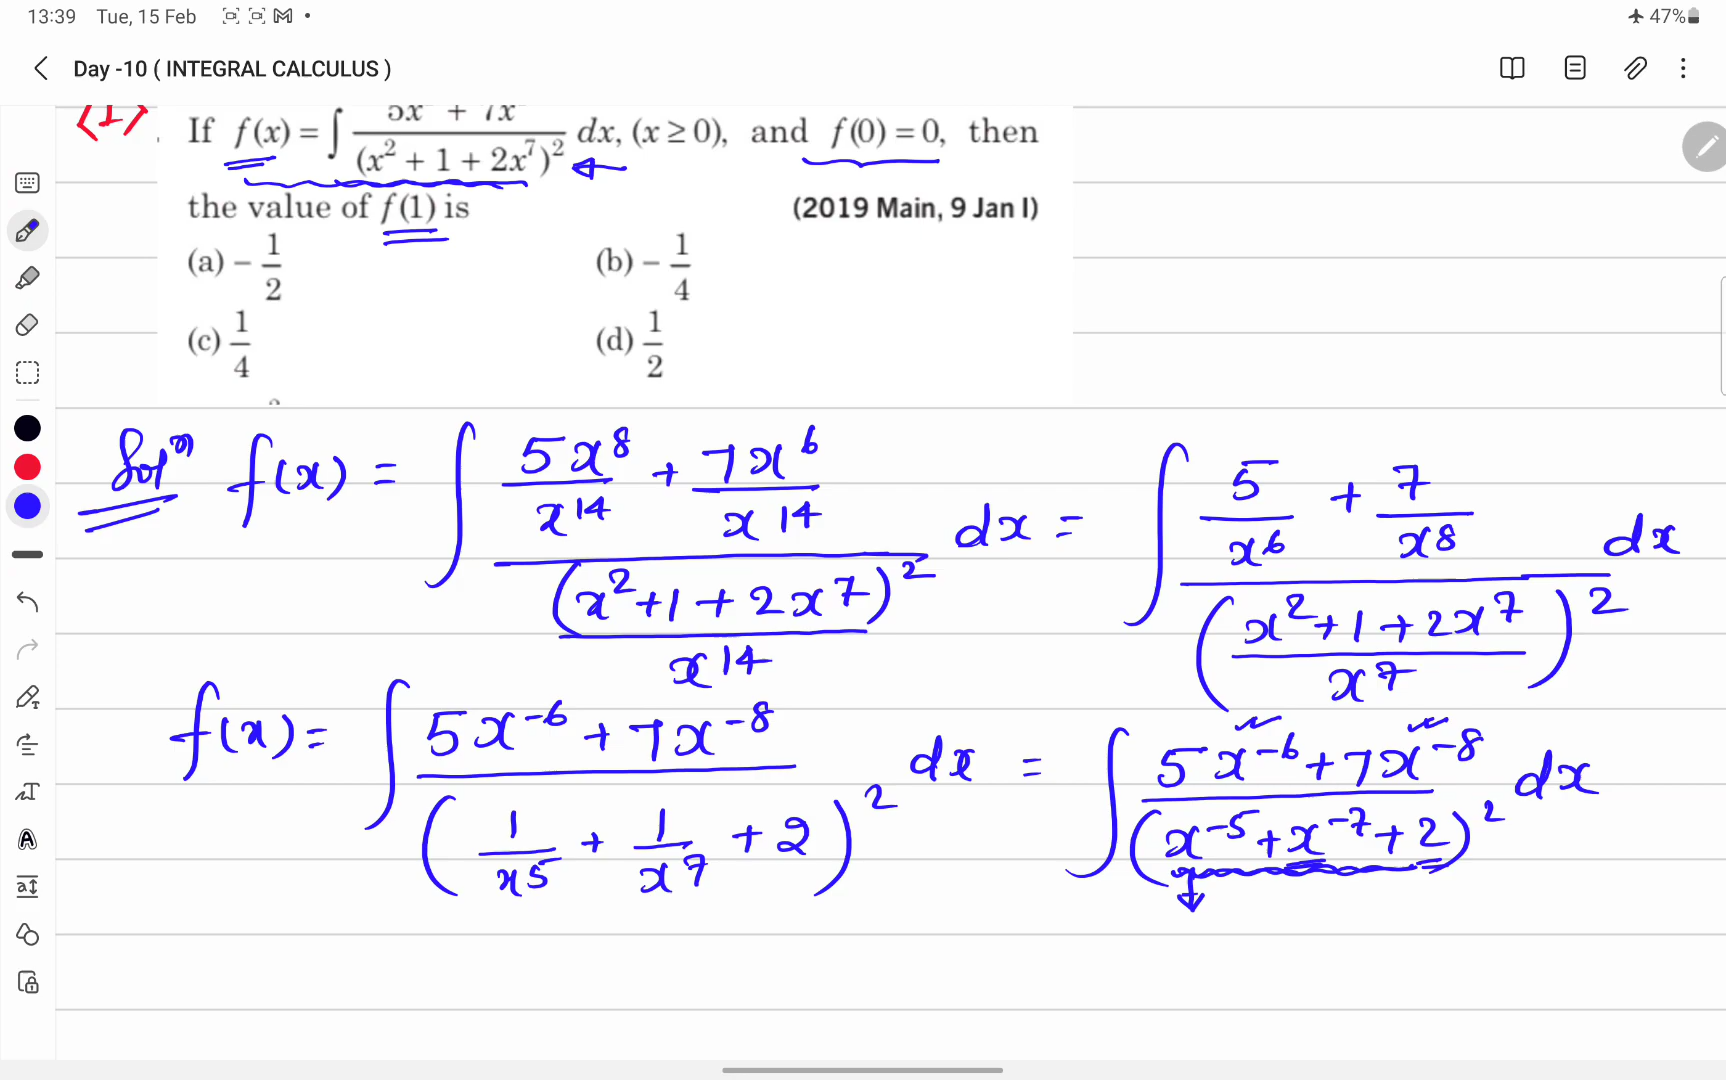 13:39 Tue, 15 Feb 47%
Day -10 ( INTEGRAL CALCULUS )
<1>
If f(x) = ∫ (5x + 7x)/(x² + 1 + 2x⁷)² dx, (x ≥ 0), and f(0) = 0, then
the value of f(1) is (2019 Main, 9 Jan I)
(a) – 1/2 (b) – 1/4
(c) 1/4 (d) 1/2
Solⁿ f(x) = ∫ (5x⁸/x¹⁴ + 7x⁶/x¹⁴)/((x²+1+2x⁷)²/x¹⁴) dx = ∫ (5/x⁶ + 7/x⁸)/((x²+1+2x⁷)/x⁷)² dx
f(x) = ∫ (5x⁻⁶ + 7x⁻⁸)/(1/x⁵ + 1/x⁷ + 2)² dx = ∫ (5x⁻⁶+7x⁻⁸)/(x⁻⁵+x⁻⁷+2)² dx